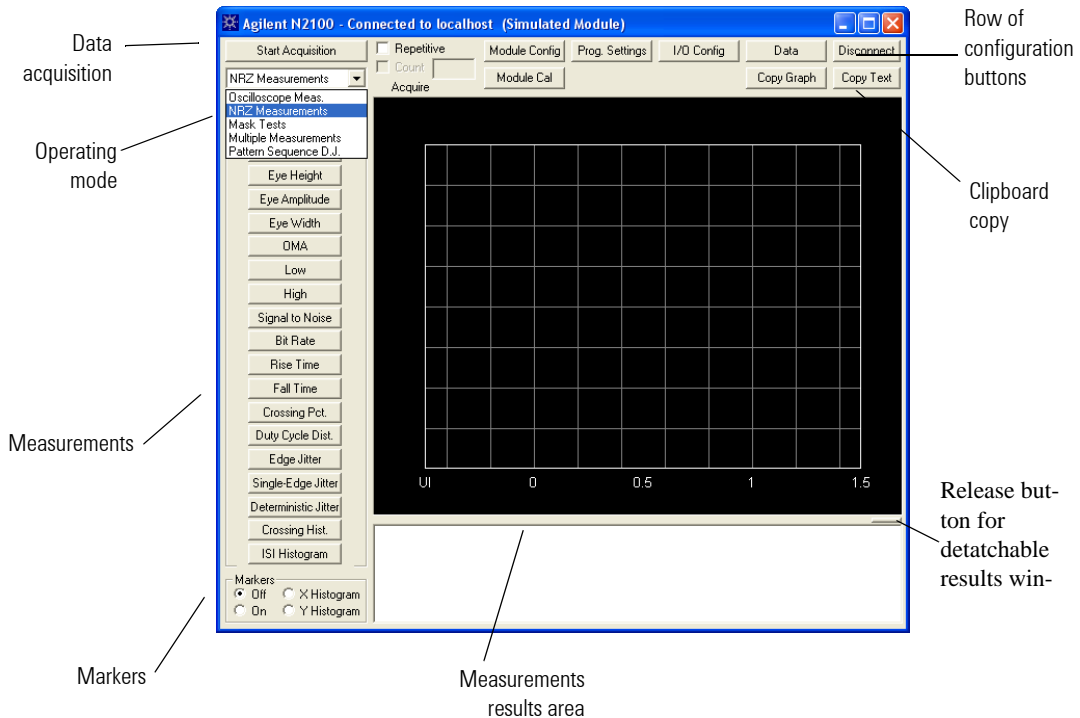 Agilent N2100 - Connected to localhost (Simulated Module)
Data
acquisition
Row of
configuration
buttons
Start Acquisition
Repetitive
Module Config
Prog. Settings
I/O Config
Data
Disconnect
Count
Acquire
Module Cal
Copy Graph
Copy Text
NRZ Measurements
Oscilloscope Meas.
NRZ Measurements
Mask Tests
Multiple Measurements
Pattern Sequence D.J.
Operating
mode
Clipboard
copy
Eye Height
Eye Amplitude
Eye Width
OMA
Low
High
Signal to Noise
Bit Rate
Rise Time
Fall Time
Crossing Pct.
Duty Cycle Dist.
Edge Jitter
Single-Edge Jitter
Deterministic Jitter
Crossing Hist.
ISI Histogram
Measurements
UI 0 0.5 1 1.5
Release but-
ton for
detatchable
results win-
Markers
Off
X Histogram
On
Y Histogram
Markers
Measurements
results area